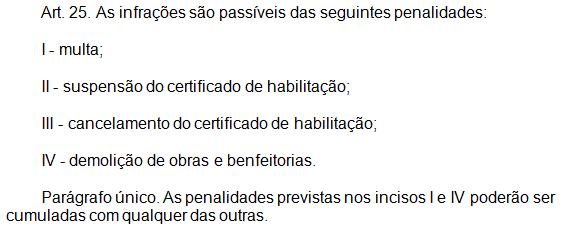 Art. 25. As infrações são passíveis das seguintes penalidades:
I - multa;
II - suspensão do certificado de habilitação;
III - cancelamento do certificado de habilitação;
IV - demolição de obras e benfeitorias.
Parágrafo único. As penalidades previstas nos incisos I e IV poderão ser
cumuladas com qualquer das outras.